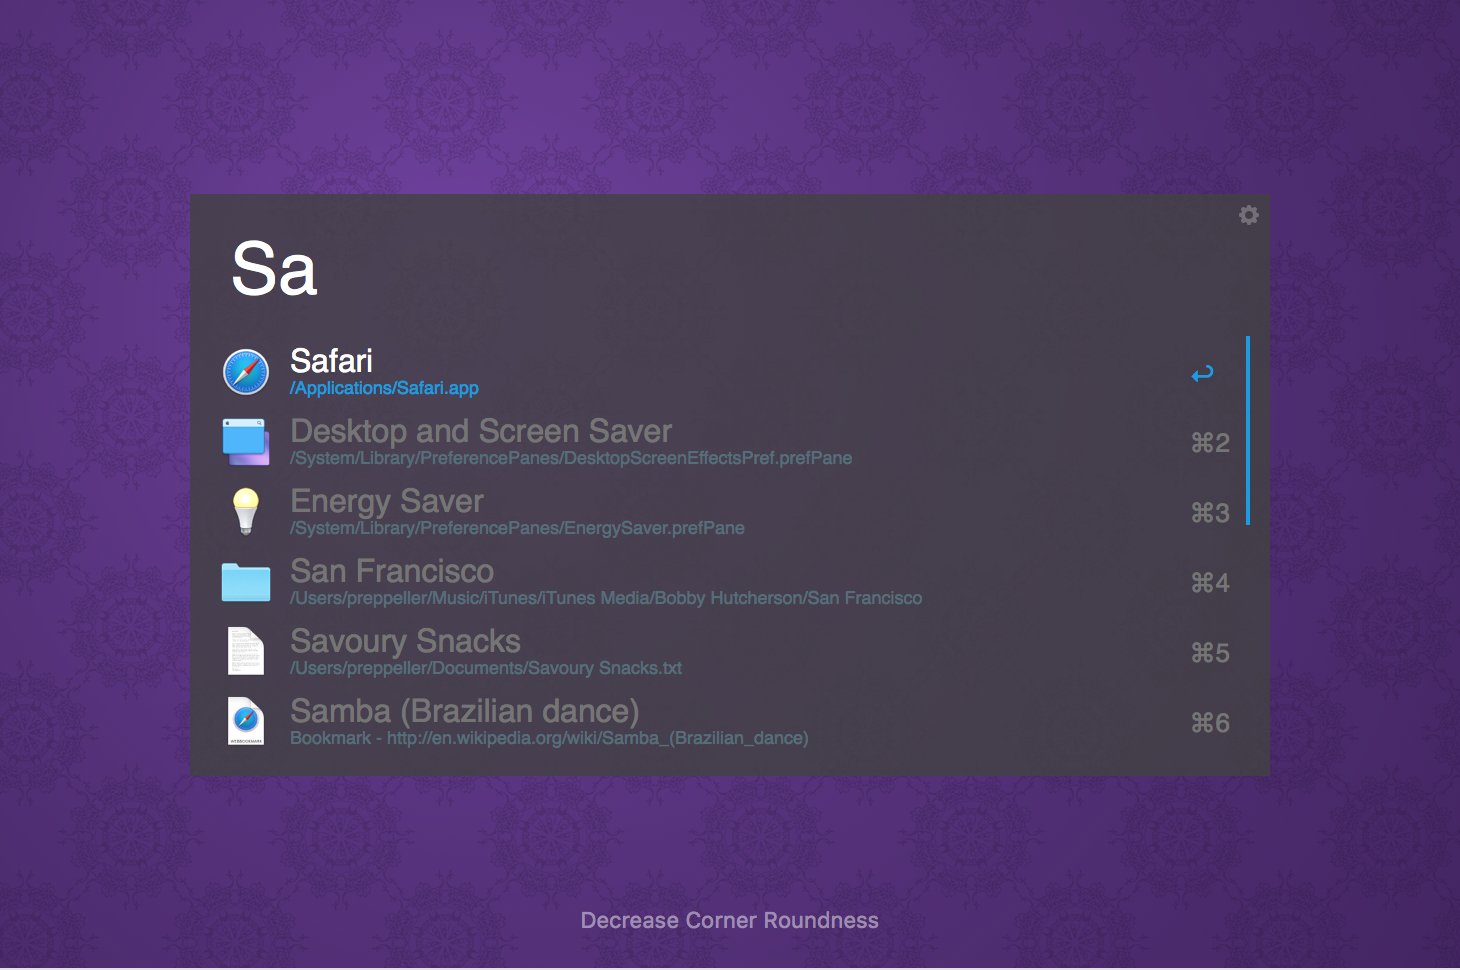 Sa
Safari
/Applications/Safari.app
↩
Desktop and Screen Saver
/System/Library/PreferencePanes/DesktopScreenEffectsPref.prefPane
⌘2
Energy Saver
/System/Library/PreferencePanes/EnergySaver.prefPane
⌘3
San Francisco
/Users/preppeller/Music/iTunes/iTunes Media/Bobby Hutcherson/San Francisco
⌘4
Savoury Snacks
/Users/preppeller/Documents/Savoury Snacks.txt
⌘5
Samba (Brazilian dance)
Bookmark - http://en.wikipedia.org/wiki/Samba_(Brazilian_dance)
⌘6
Decrease Corner Roundness